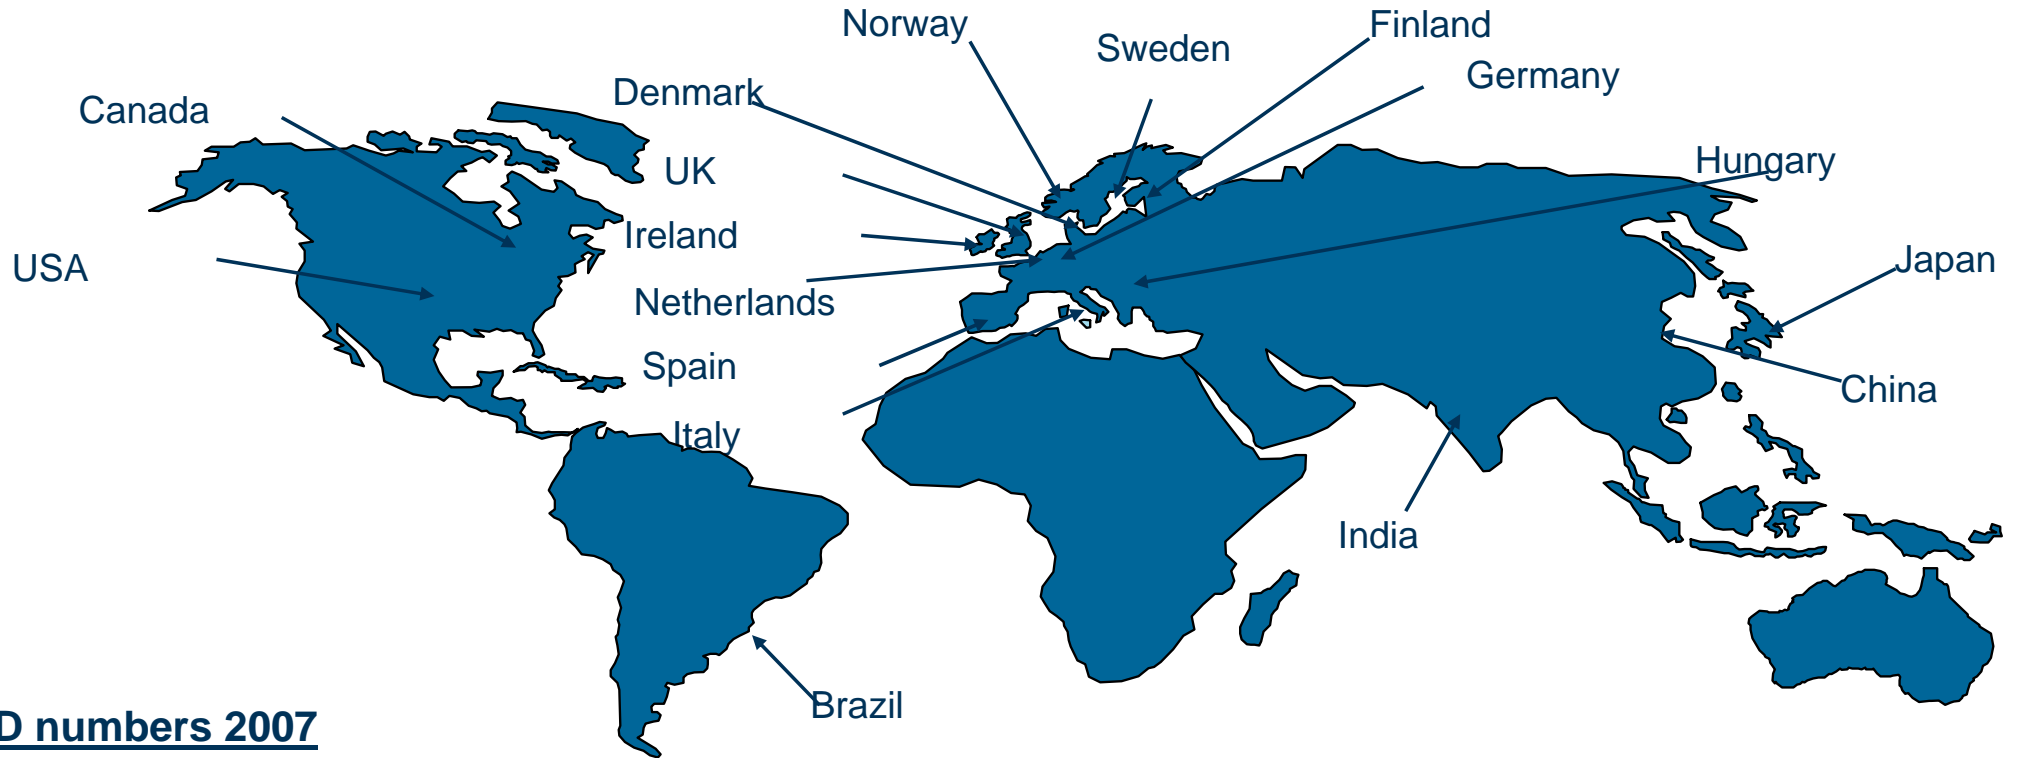 Norway
Finland
Sweden
Germany
Denmark
Canada
UK
Hungary
Ireland
USA
Japan
Netherlands
Spain
China
Italy
India
Brazil
D numbers 2007